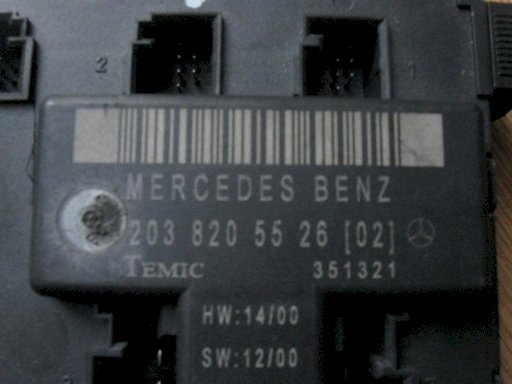 2
1
MERCEDES BENZ
203 820 55 26 [02]
TEMIC 351321
HW:14/00
SW:12/00